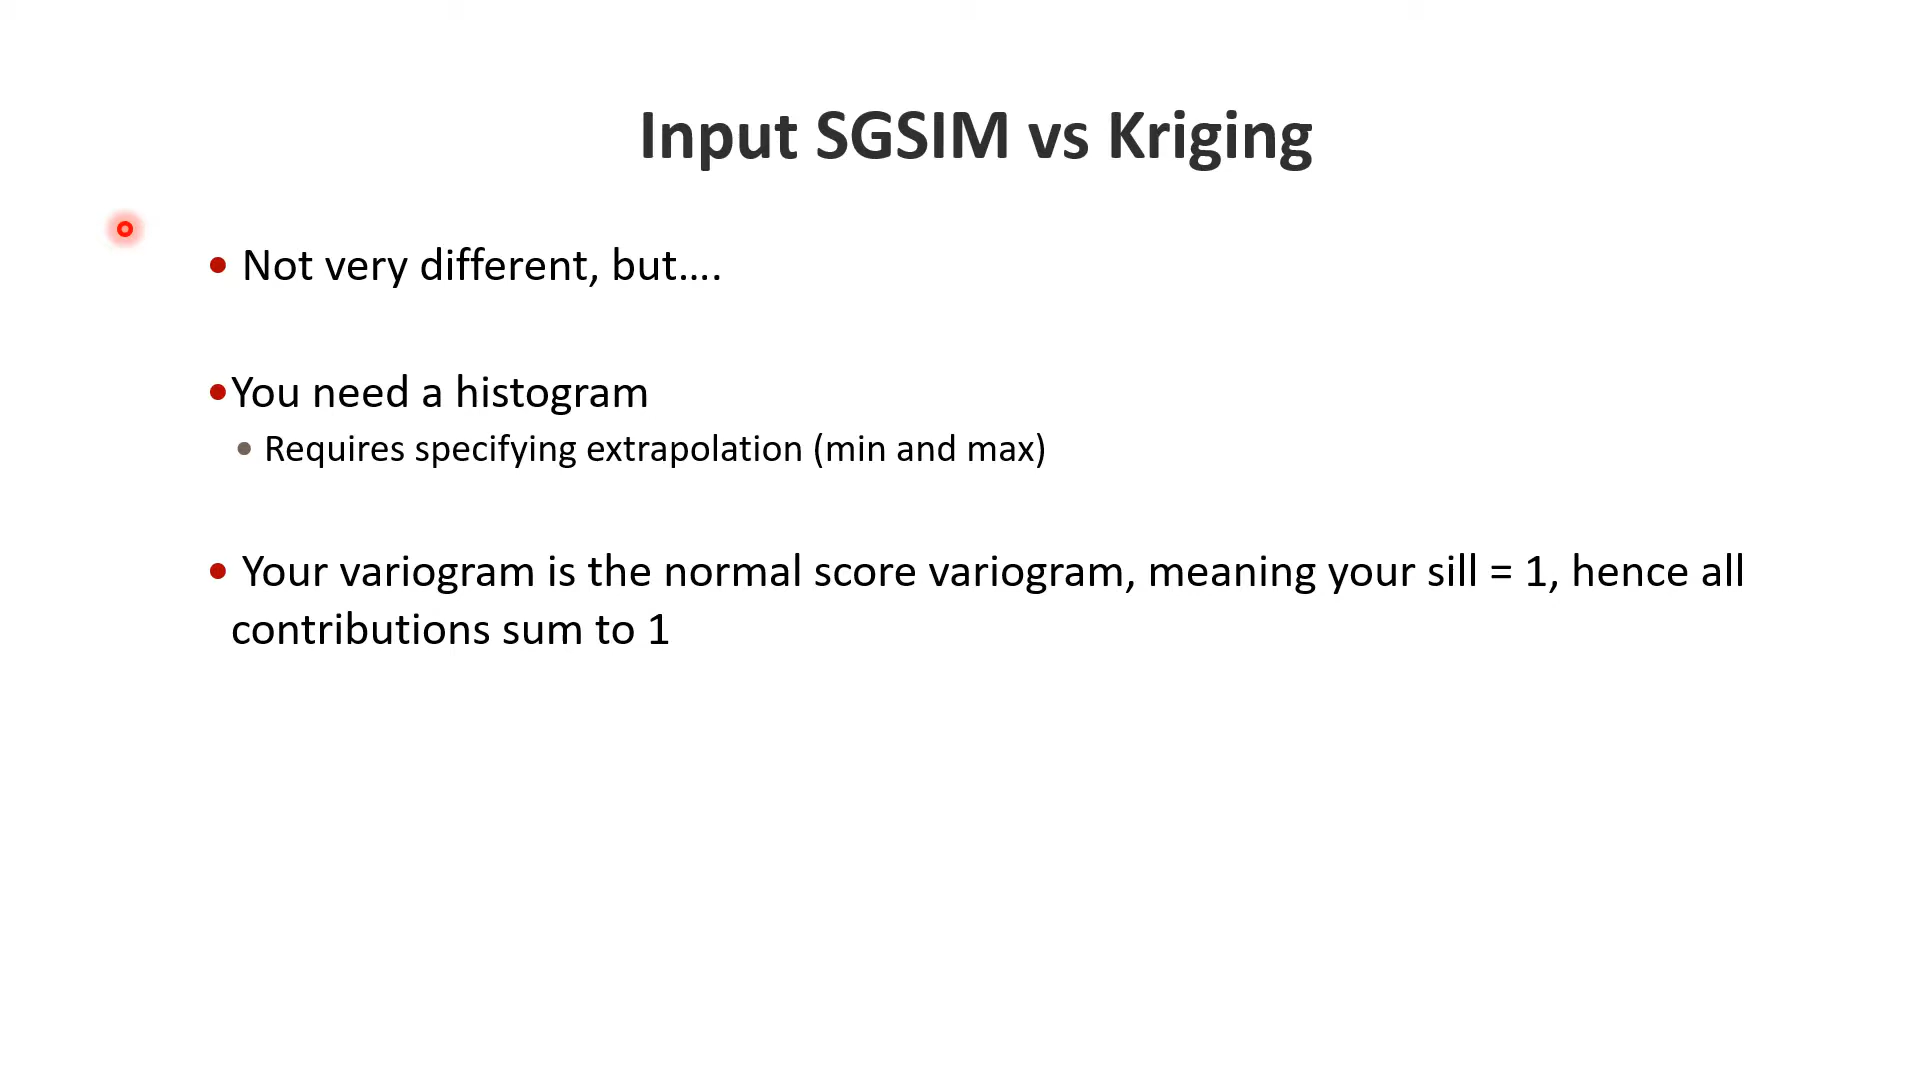 Input SGSIM vs Kriging
• Not very different, but....
•You need a histogram
• Requires specifying extrapolation (min and max)
• Your variogram is the normal score variogram, meaning your sill = 1, hence all
contributions sum to 1